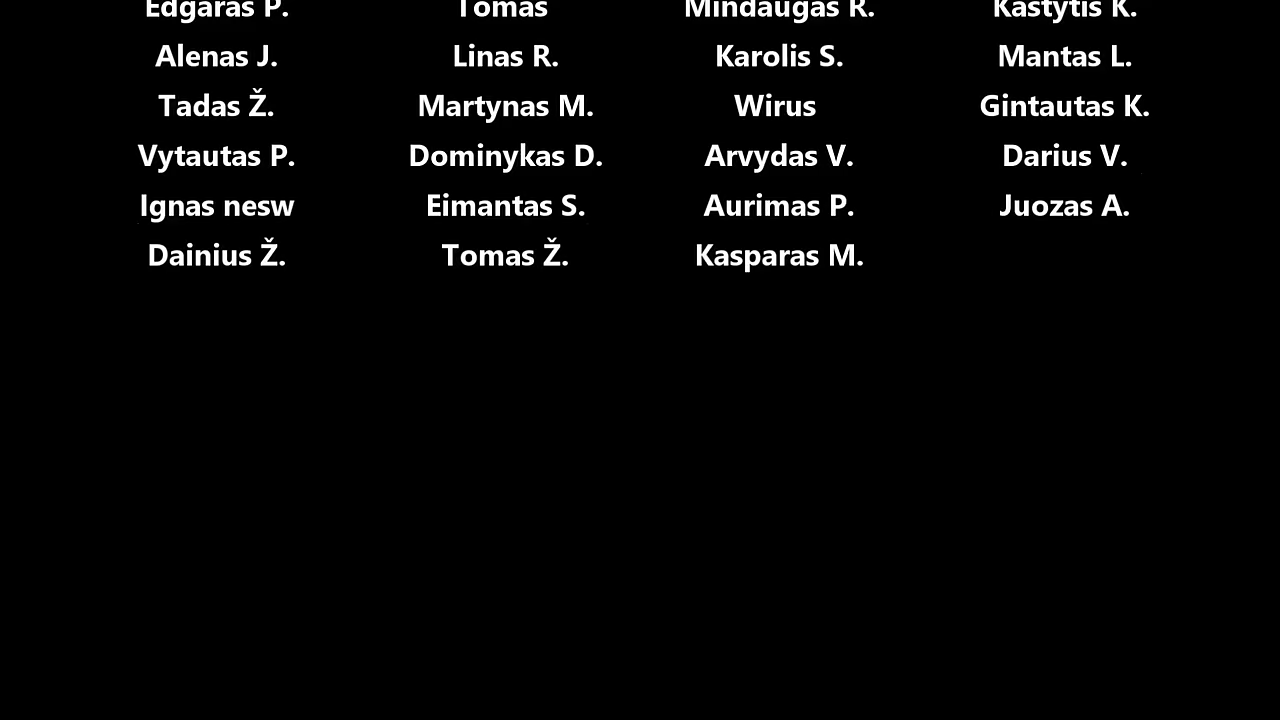 Edgaras P. Tomas Mindaugas R. Kastytis K.
Alenas J. Linas R. Karolis S. Mantas L.
Tadas Ž. Martynas M. Wirus Gintautas K.
Vytautas P. Dominykas D. Arvydas V. Darius V.
Ignas nesw Eimantas S. Aurimas P. Juozas A.
Dainius Ž. Tomas Ž. Kasparas M.